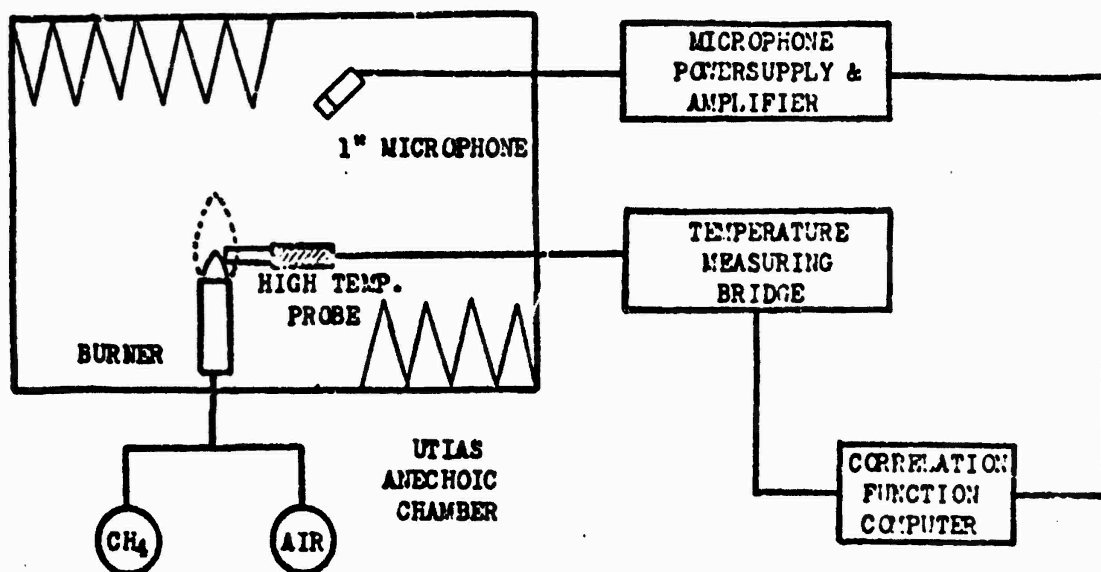 MICROPHONE
POWERSUPPLY &
AMPLIFIER
1" MICROPHONE
TEMPERATURE
MEASURING
BRIDGE
HIGH TEMP.
PROBE
BURNER
UTIAS
ANECHOIC
CHAMBER
CORRELATION
FUNCTION
COMPUTER
CH₄
AIR